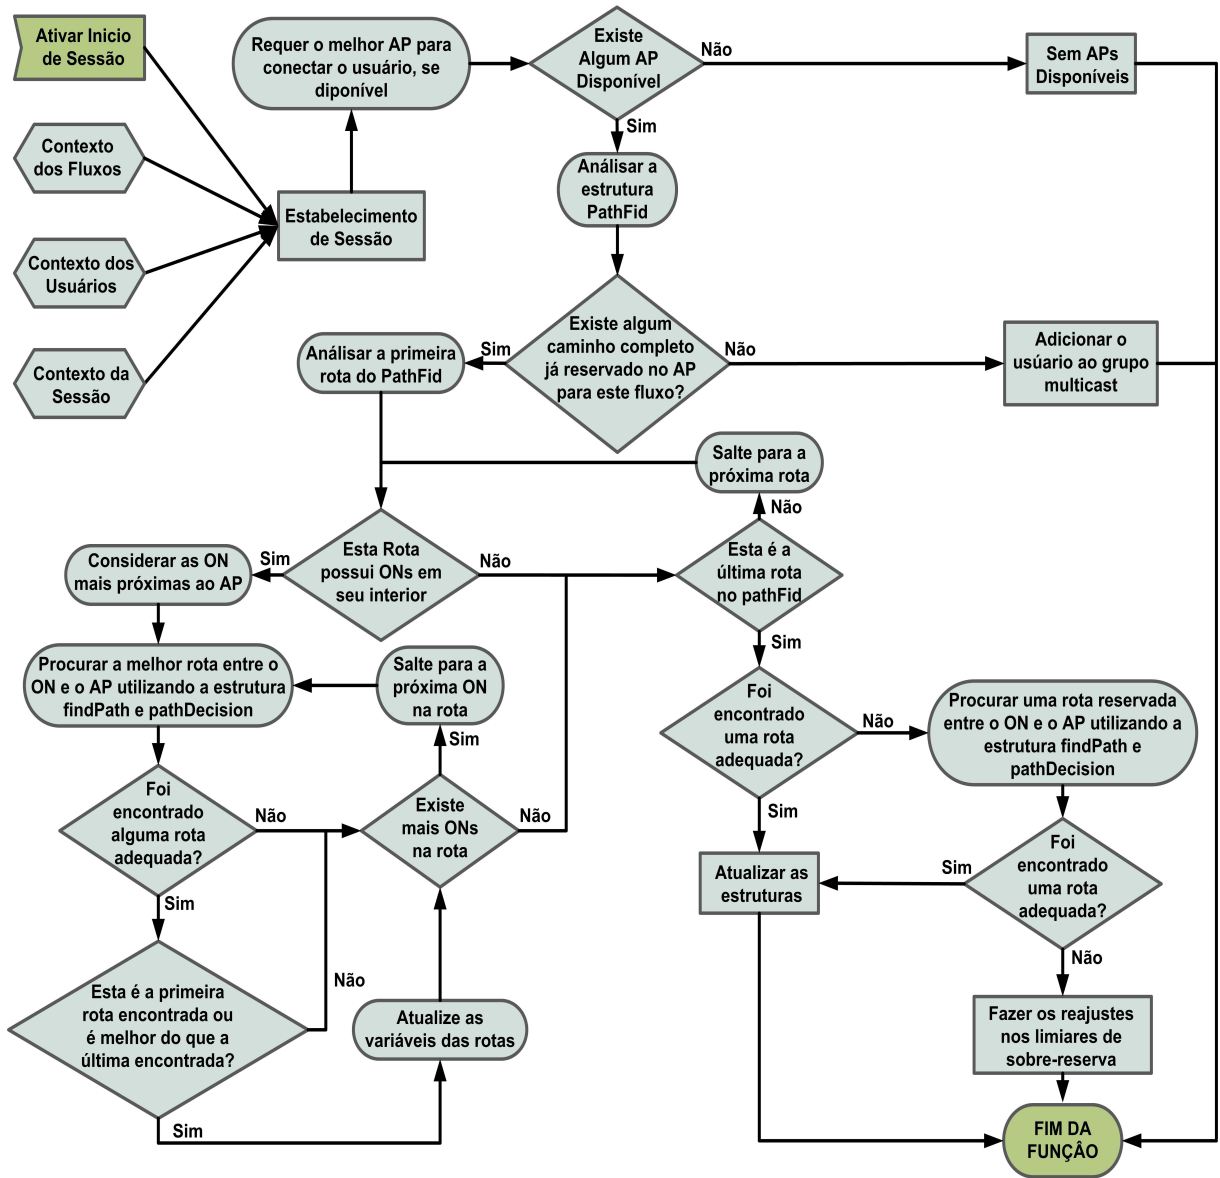 Ativar Inicio
de Sessão
Contexto
dos Fluxos
Contexto dos
Usuários
Contexto da
Sessão
Estabelecimento
de Sessão
Requer o melhor AP para
conectar o usuário, se
diponível
Existe
Algum AP
Disponível
Não
Sem APs
Disponíveis
Sim
Análisar a
estrutura
PathFid
Existe algum
caminho completo
já reservado no AP
para este fluxo?
Sim
Não
Análisar a primeira
rota do PathFid
Adicionar o
usúário ao grupo
multicast
Salte para a
próxima rota
Não
Esta Rota
possui ONs em
seu interior
Sim
Não
Considerar as ON
mais próximas ao AP
Esta é a
última rota
no pathFid
Sim
Procurar a melhor rota entre o
ON e o AP utilizando a estrutura
findPath e pathDecision
Salte para a
próxima ON
na rota
Sim
Foi
encontrado
uma rota
adequada?
Não
Procurar uma rota reservada
entre o ON e o AP utilizando a
estrutura findPath e
pathDecision
Sim
Foi
encontrado
alguma rota
adequada?
Não
Existe
mais ONs
na rota
Não
Sim
Atualizar as
estruturas
Sim
Foi
encontrado
uma rota
adequada?
Não
Esta é a primeira
rota encontrada ou
é melhor do que a
última encontrada?
Não
Sim
Atualize as
variáveis das rotas
Fazer os reajustes
nos limiares de
sobre-reserva
FIM DA
FUNÇÂO